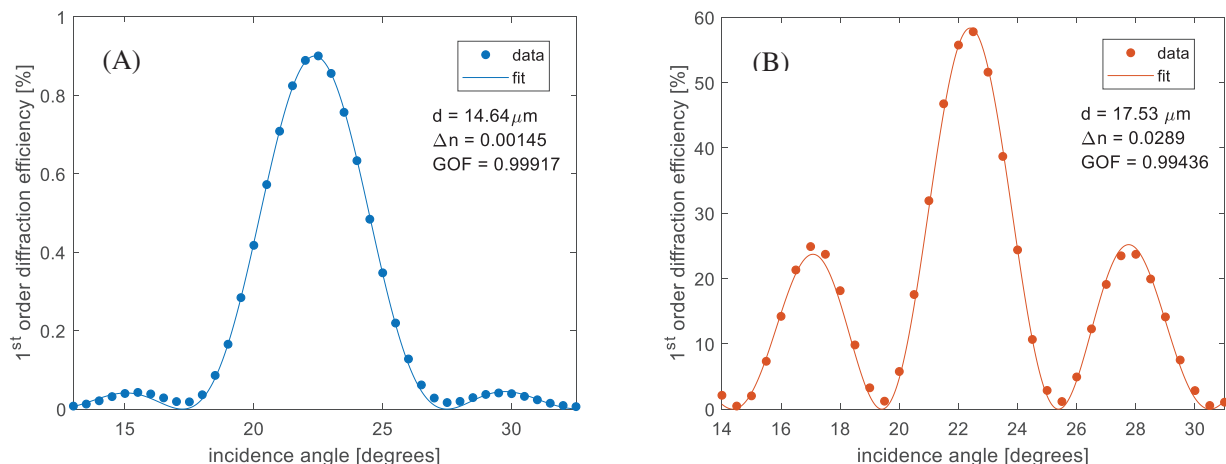 (A)
data
fit
d = 14.64 μm
Δn = 0.00145
GOF = 0.99917
1st order diffraction efficiency [%]
1
0.8
0.6
0.4
0.2
0
15
20
25
30
incidence angle [degrees]
(B)
data
fit
d = 17.53 μm
Δn = 0.0289
GOF = 0.99436
1st order diffraction efficiency [%]
60
50
40
30
20
10
0
14
16
18
20
22
24
26
28
30
incidence angle [degrees]